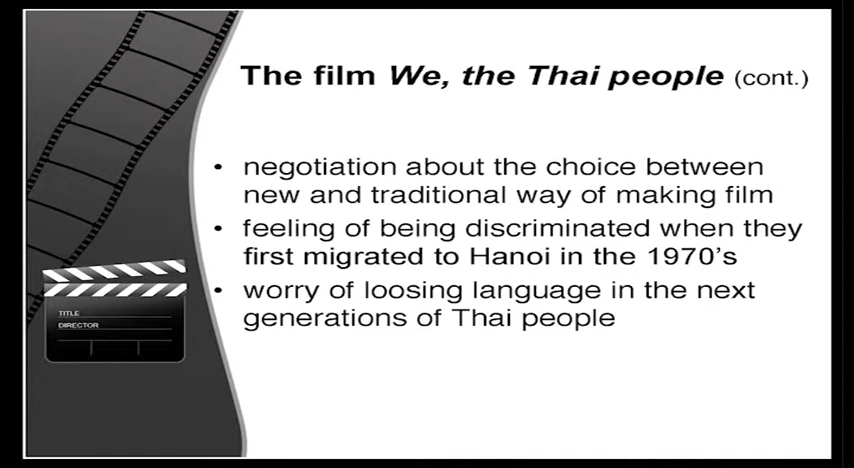 The film We, the Thai people (cont.)
• negotiation about the choice between
new and traditional way of making film
• feeling of being discriminated when they
first migrated to Hanoi in the 1970's
• worry of loosing language in the next
generations of Thai people
TITLE
DIRECTOR